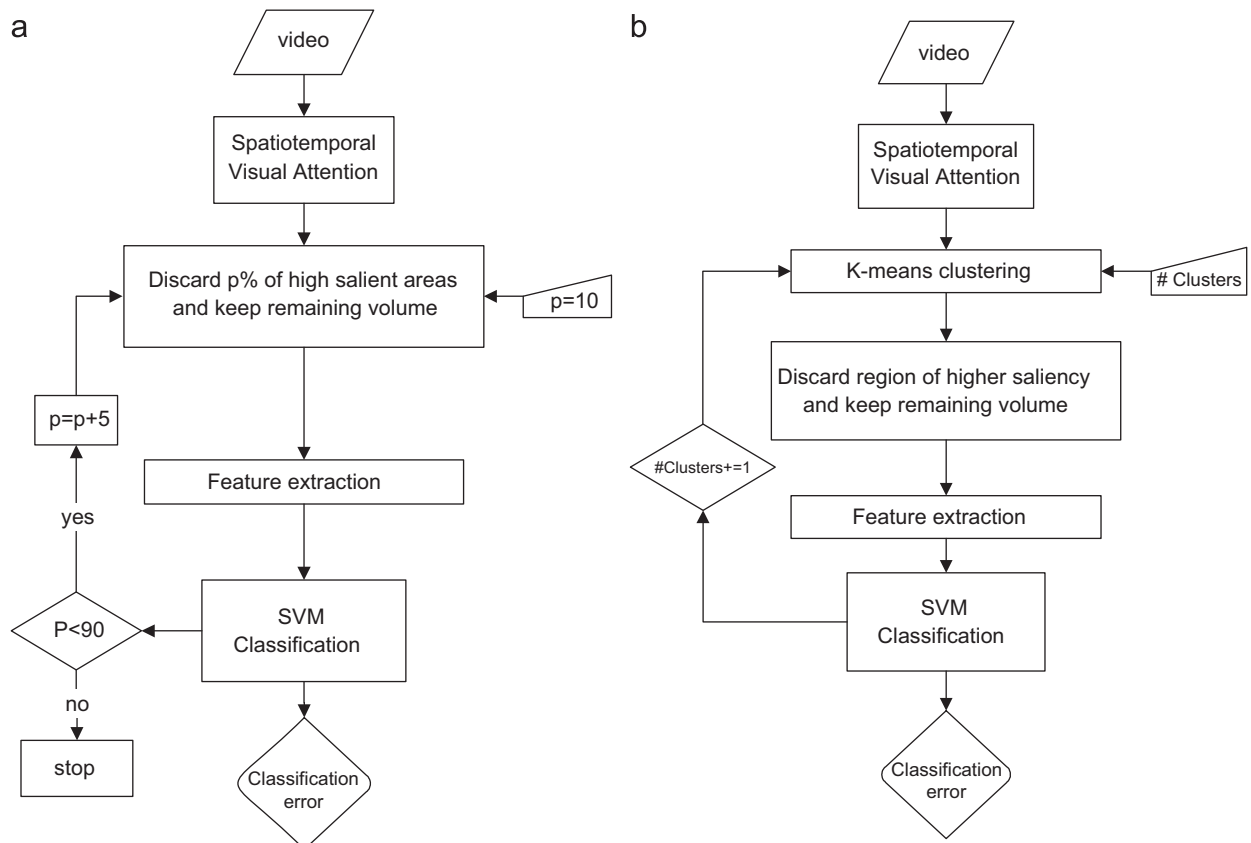 a
video
Spatiotemporal
Visual Attention
Discard p% of high salient areas
and keep remaining volume
p=10
p=p+5
Feature extraction
yes
SVM
Classification
P<90
no
stop
Classification
error
b
video
Spatiotemporal
Visual Attention
K-means clustering
# Clusters
Discard region of higher saliency
and keep remaining volume
#Clusters+=1
Feature extraction
SVM
Classification
Classification
error